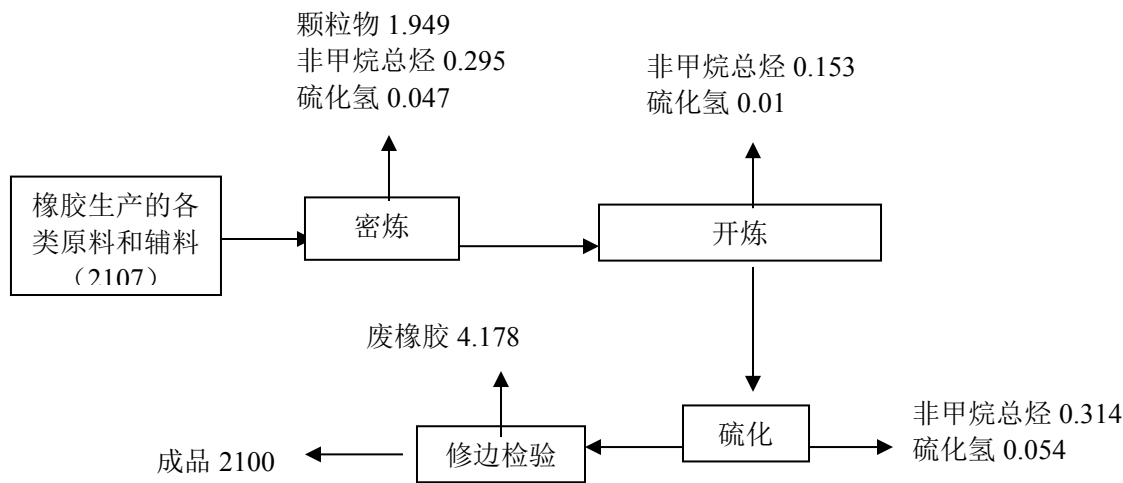 颗粒物 1.949
非甲烷总烃 0.295
硫化氢 0.047
非甲烷总烃 0.153
硫化氢 0.01
橡胶生产的各
类原料和辅料
（2107）
密炼
开炼
废橡胶 4.178
硫化
非甲烷总烃 0.314
硫化氢 0.054
修边检验
成品 2100